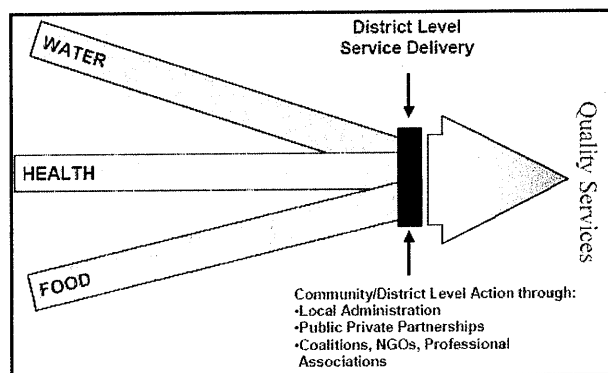 District Level
Service Delivery
WATER
HEALTH
FOOD
Quality Services
Community/District Level Action through:
•Local Administration
•Public Private Partnerships
•Coalitions, NGOs, Professional
Associations